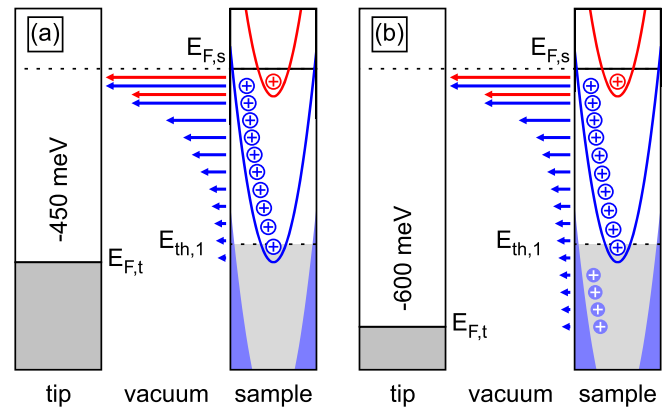 (a)
E_F,s
-450 meV
E_th,1
E_F,t
tip vacuum sample
(b)
E_F,s
-600 meV
E_th,1
E_F,t
tip vacuum sample